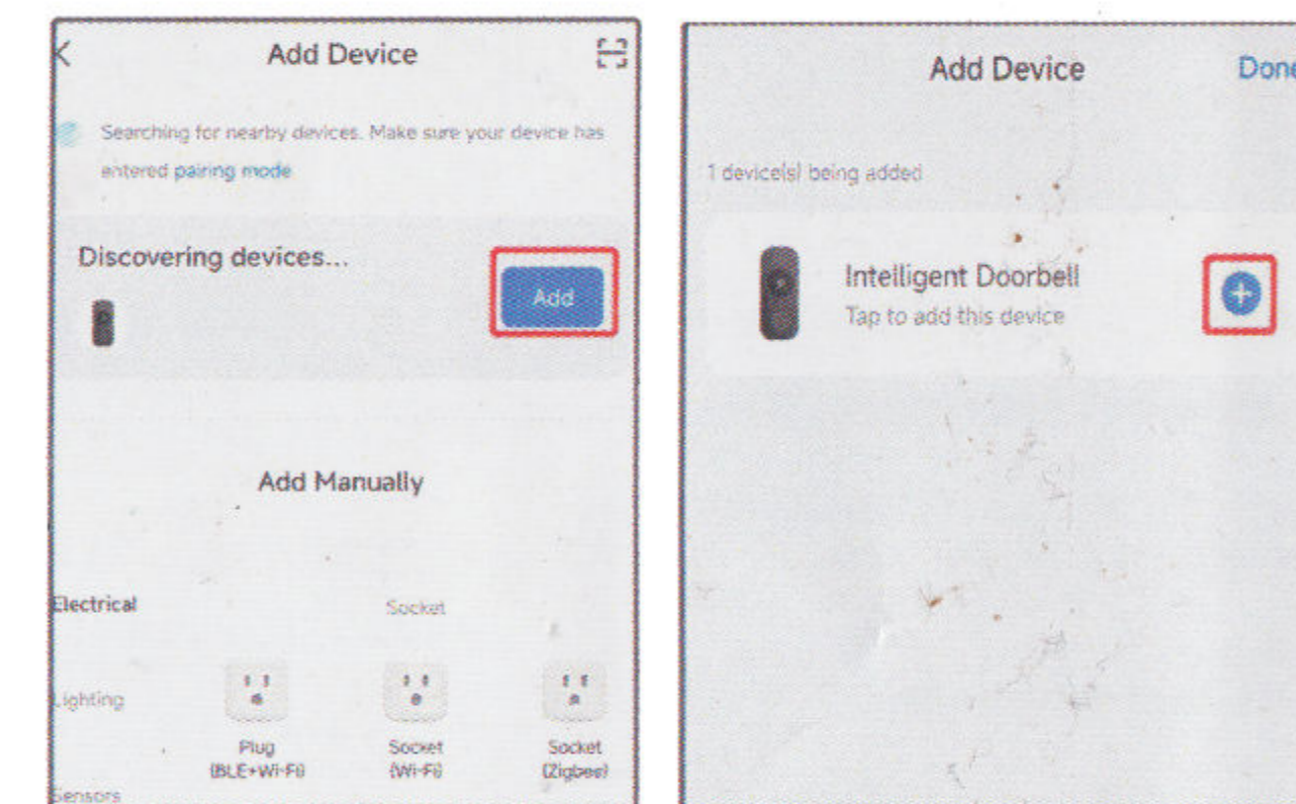 Add Device
Searching for nearby devices. Make sure your device has
entered pairing mode
Discovering devices...
Add
Add Manually
Electrical
Socket
Lighting
Plug
(BLE+Wi-Fi)
Socket
(Wi-Fi)
Socket
(Zigbee)
Sensors
Add Device
Done
1 device(s) being added
Intelligent Doorbell
Tap to add this device